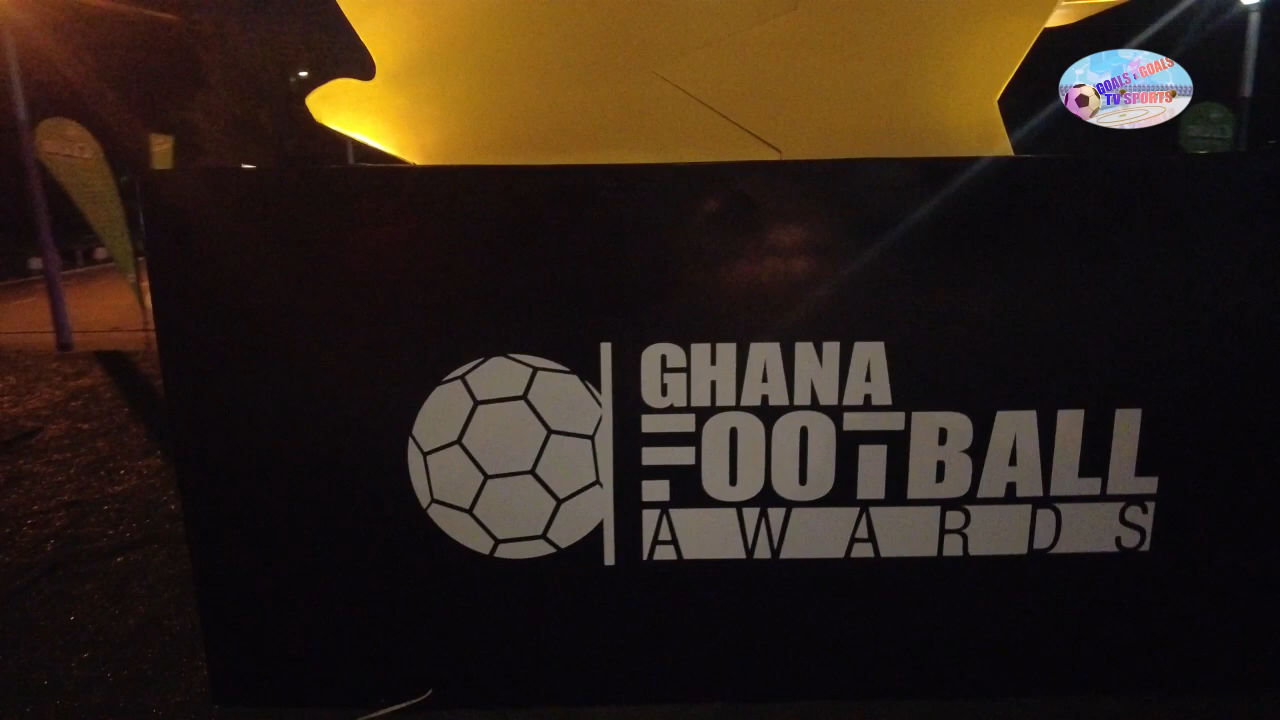 GOALS & GOALS
TV SPORTS
GHANA
FOOTBALL
AWARDS